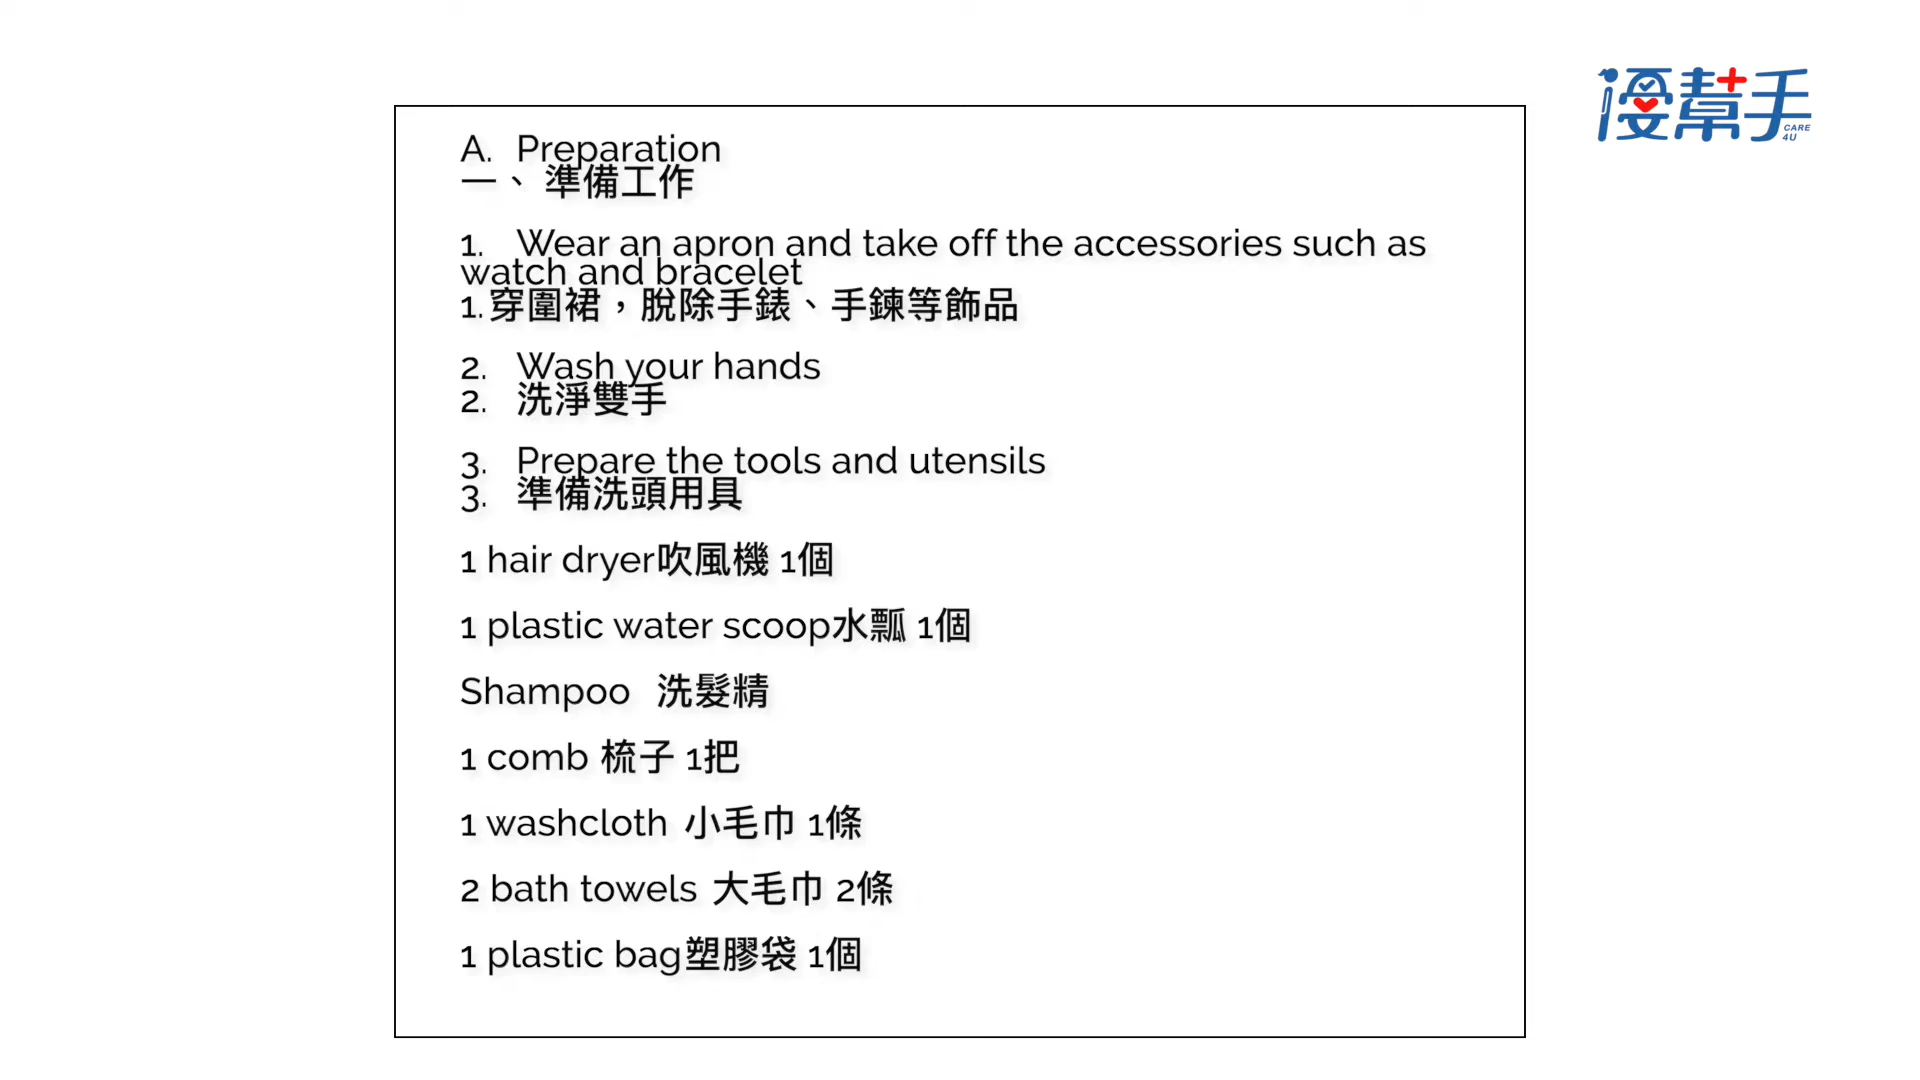 優幫手
CARE
4U
A. Preparation
一、 準備工作
1. Wear an apron and take off the accessories such as
watch and bracelet
1.穿圍裙，脫除手錶、手鍊等飾品
2. Wash your hands
2. 洗淨雙手
3. Prepare the tools and utensils
3. 準備洗頭用具
1 hair dryer吹風機 1個
1 plastic water scoop水瓢 1個
Shampoo 洗髮精
1 comb 梳子 1把
1 washcloth 小毛巾 1條
2 bath towels 大毛巾 2條
1 plastic bag塑膠袋 1個